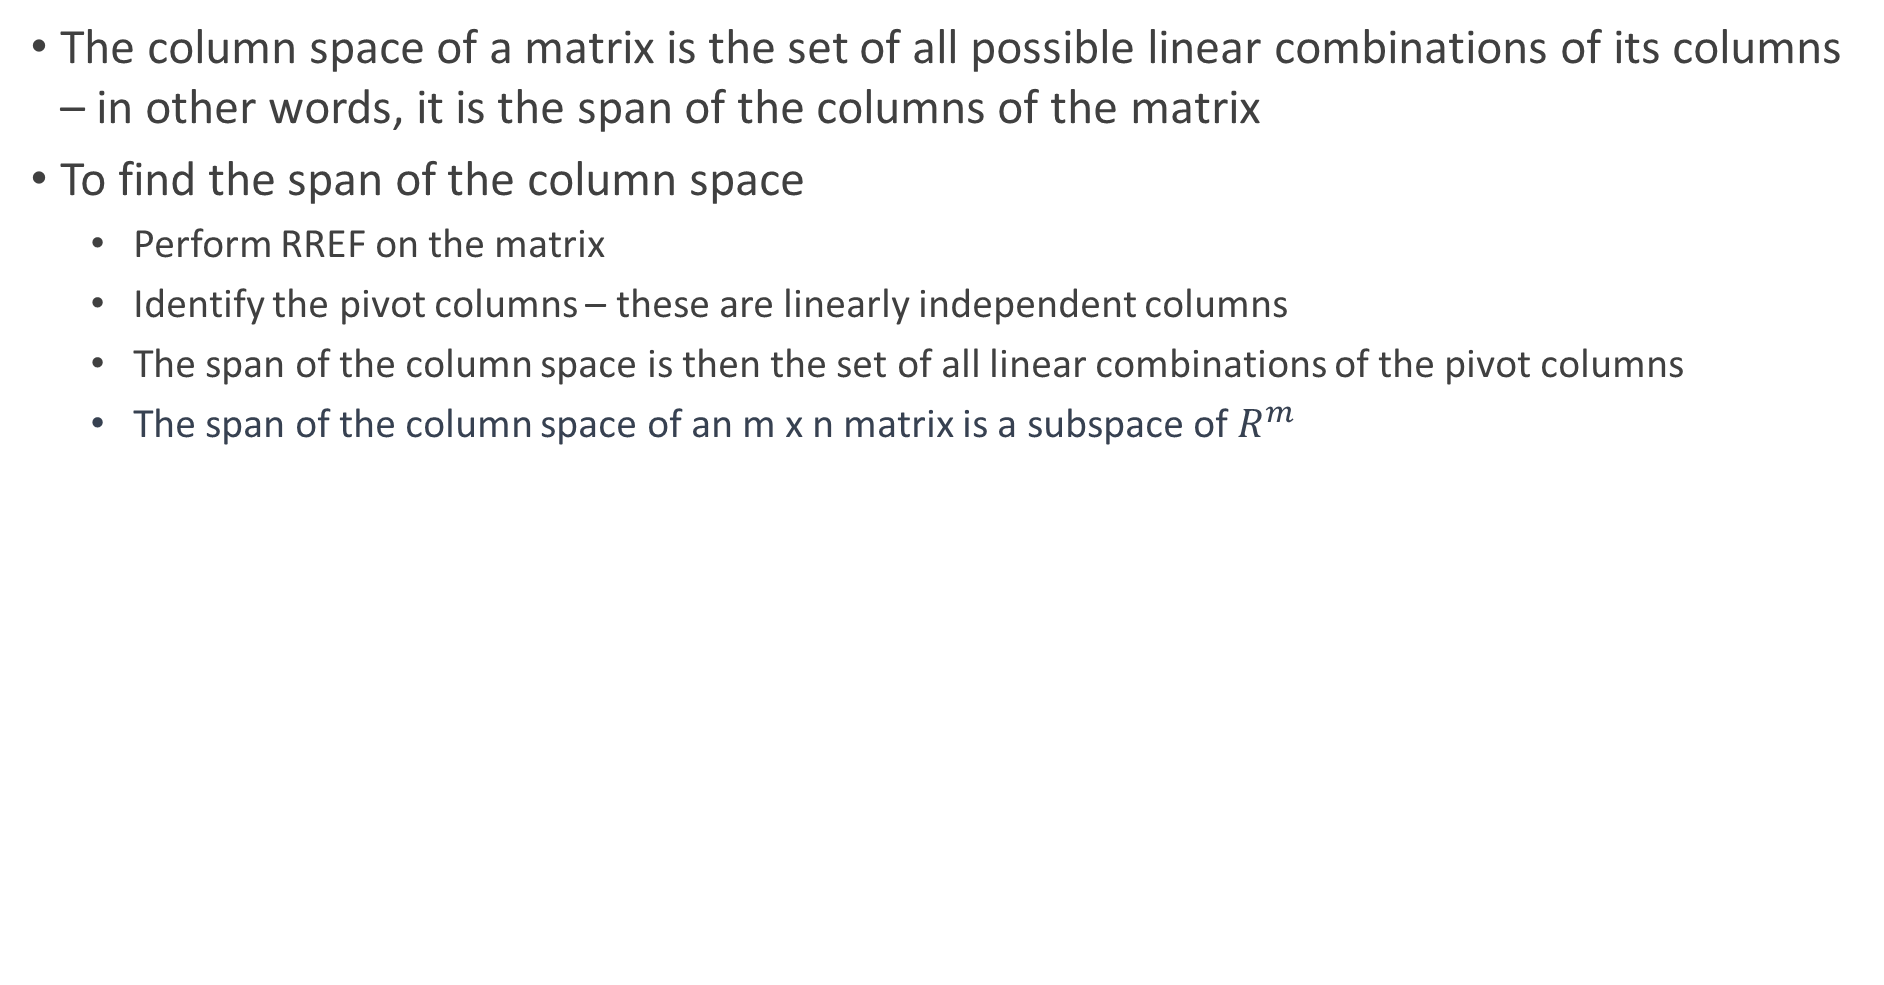 • The column space of a matrix is the set of all possible linear combinations of its columns
– in other words, it is the span of the columns of the matrix
• To find the span of the column space
• Perform RREF on the matrix
• Identify the pivot columns – these are linearly independent columns
• The span of the column space is then the set of all linear combinations of the pivot columns
• The span of the column space of an m x n matrix is a subspace of $R^m$